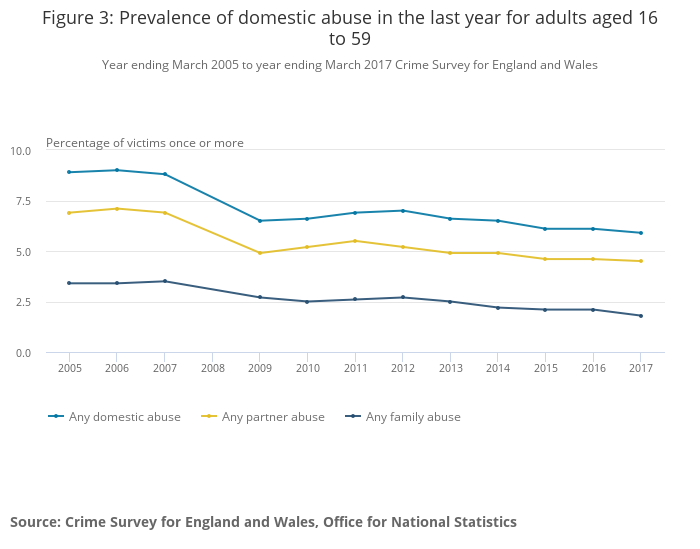 Figure 3: Prevalence of domestic abuse in the last year for adults aged 16
to 59
Year ending March 2005 to year ending March 2017 Crime Survey for England and Wales
Percentage of victims once or more
10.0
7.5
5.0
2.5
0.0
2005 2006 2007 2008 2009 2010 2011 2012 2013 2014 2015 2016 2017
Any domestic abuse Any partner abuse Any family abuse
Source: Crime Survey for England and Wales, Office for National Statistics